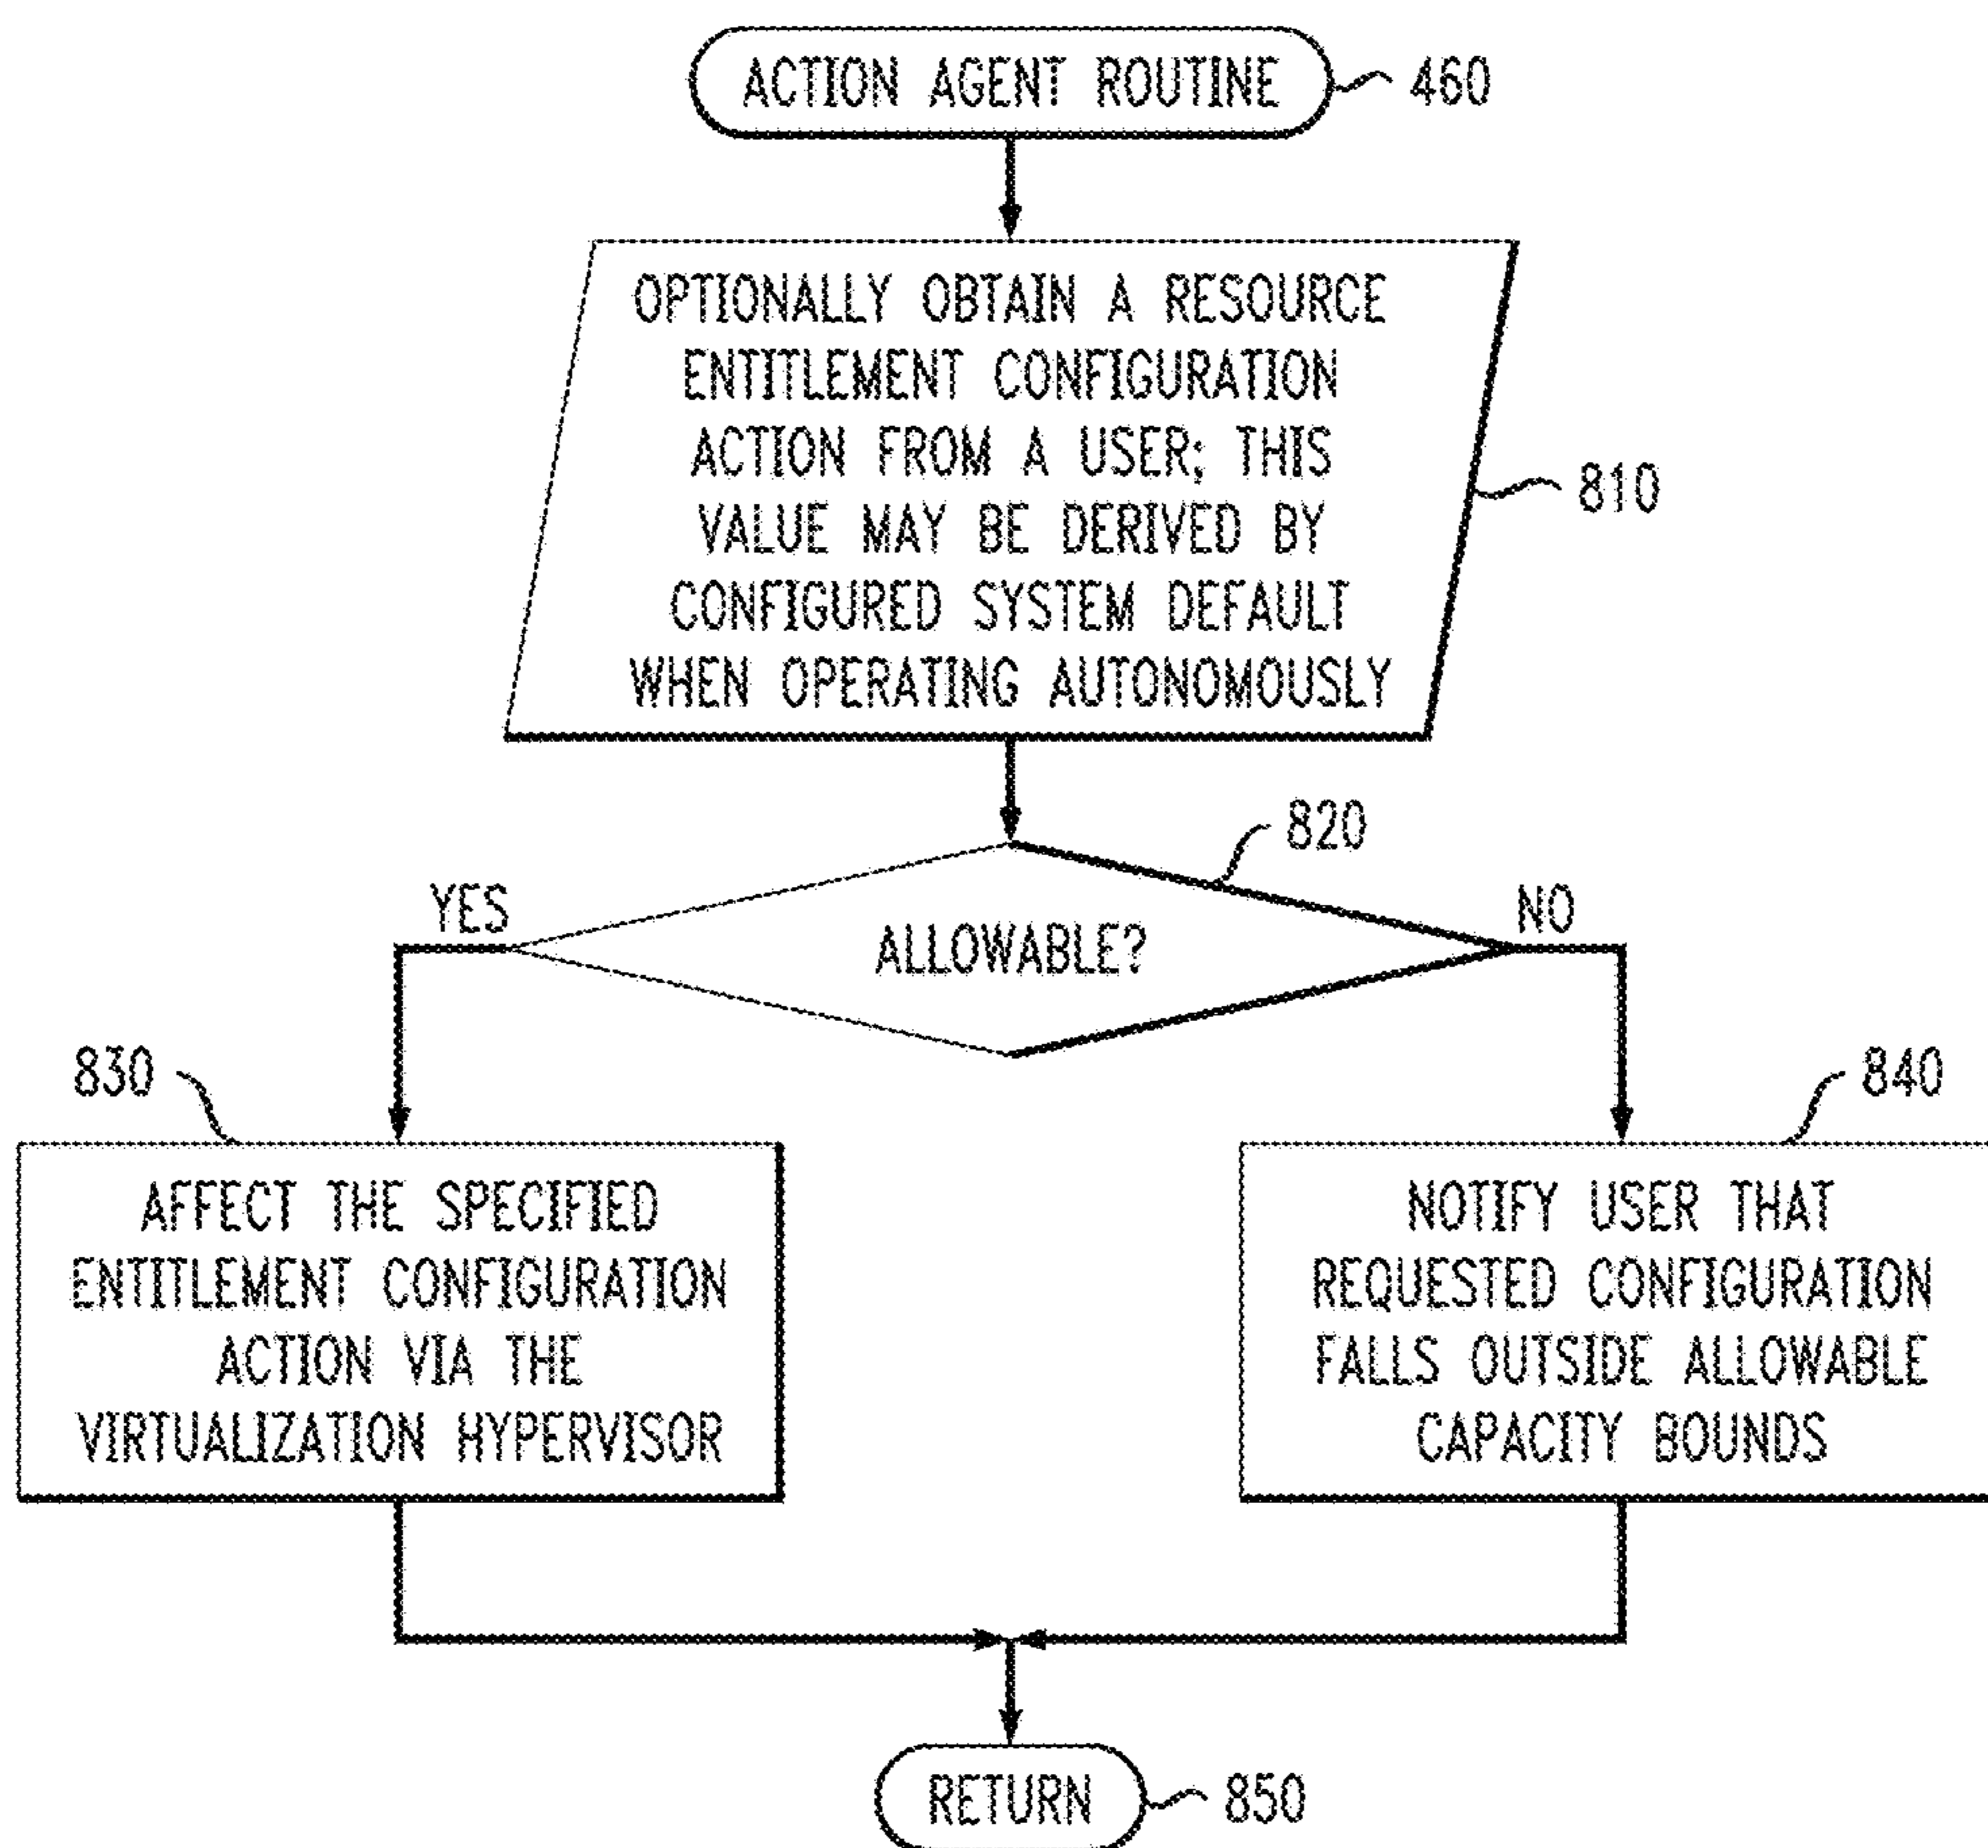 ACTION AGENT ROUTINE
460
OPTIONALLY OBTAIN A RESOURCE
ENTITLEMENT CONFIGURATION
ACTION FROM A USER; THIS
VALUE MAY BE DERIVED BY
CONFIGURED SYSTEM DEFAULT
WHEN OPERATING AUTONOMOUSLY
810
820
YES
ALLOWABLE?
NO
830
AFFECT THE SPECIFIED
ENTITLEMENT CONFIGURATION
ACTION VIA THE
VIRTUALIZATION HYPERVISOR
840
NOTIFY USER THAT
REQUESTED CONFIGURATION
FALLS OUTSIDE ALLOWABLE
CAPACITY BOUNDS
RETURN
850